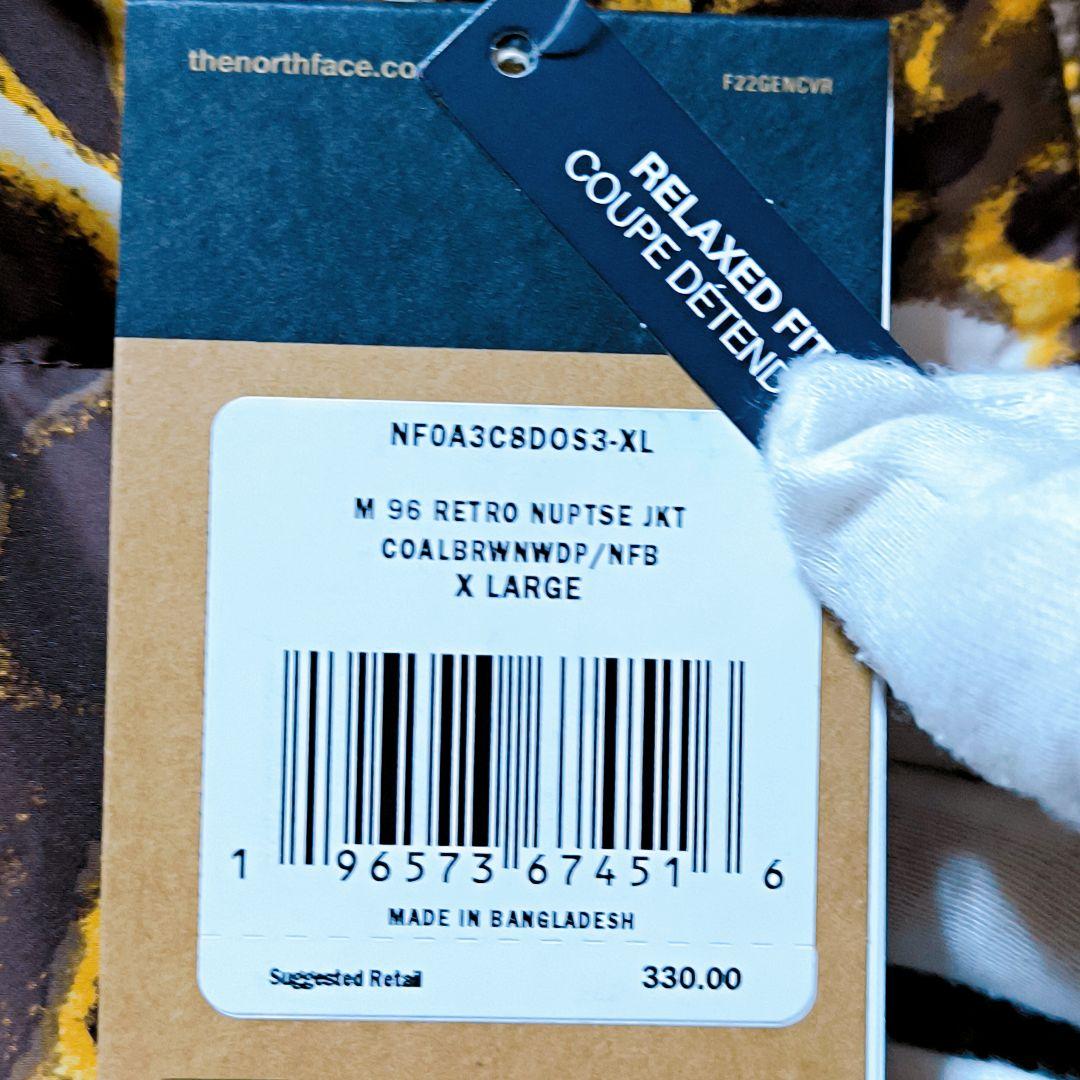 thenorthface.co
F22GENCVR
RELAXED FIT
COUPE DÉTEND
NF0A3C8DOS3-XL
M 96 RETRO NUPTSE JKT
COALBRWNWDP/NFB
X LARGE
1 96573 67451 6
MADE IN BANGLADESH
Suggested Retail 330.00